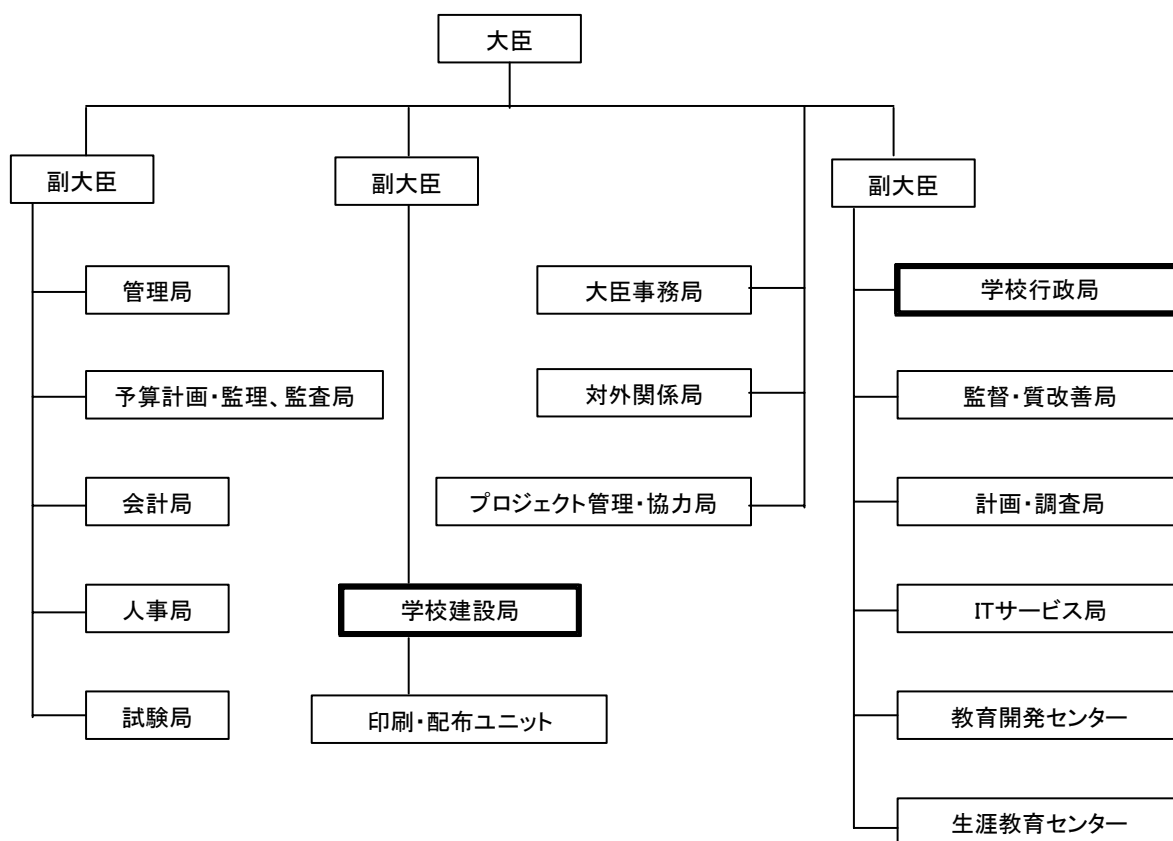 大臣
副大臣
副大臣
副大臣
管理局
予算計画・監理、監査局
会計局
人事局
試験局
学校建設局
印刷・配布ユニット
大臣事務局
対外関係局
プロジェクト管理・協力局
学校行政局
監督・質改善局
計画・調査局
ITサービス局
教育開発センター
生涯教育センター